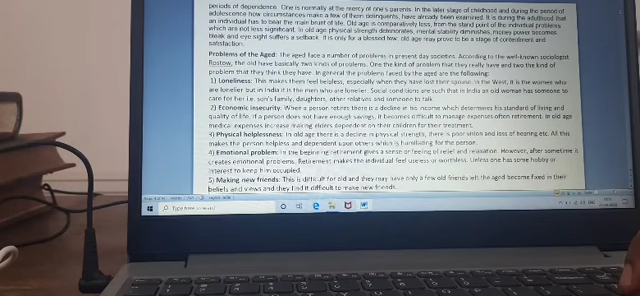 periods of dependence. One is normally at the mercy of one's parents. In the later stage of childhood and during the period of
adolescence how circumstances make a few of them delinquents, have already been examined. It is during the adulthood that
an individual has to bear the main brunt of life. Old age is comparatively less, from the stand point of the individual problems
which are not less significant. In old age physical strength deteriorates, mental stability diminishes, money power becomes
bleak and eye sight suffers a setback. It is only for a blessed few, old age may prove to be a stage of contentment and
satisfaction.
Problems of the Aged: The aged face a number of problems in present day societies. According to the well-known sociologist
Rostow, the old have basically two kinds of problems. One the kind of problem that they really have and two the kind of
problem that they think they have. In general the problems faced by the aged are the following:
1) Loneliness: This makes them feel helpless, especially when they have lost their spouse. In the West, it is the women who
are lonelier but in India it is the men who are lonelier. Social conditions are such that in India an old woman has someone to
care for her i.e. son's family, daughters, other relatives and someone to talk.
2) Economic insecurity: When a person retires there is a decline in his income which determines his standard of living and
quality of life. If a person does not have enough savings, it becomes difficult to manage expenses often retirement. In old age
medical expenses increase making elders dependent on their children for their treatment.
3) Physical helplessness: In old age there is a decline in physical strength, there is poor vision and loss of hearing etc. All this
makes the person helpless and dependent upon others which is humiliating for the person.
4) Emotional problem: In the beginning retirement gives a sense or feeling of relief and relaxation. However, after sometime it
creates emotional problems. Retirement makes the individual feel useless or worthless. Unless one has some hobby or
interest to keep him occupied.
5) Making new friends: This is difficult for old and they may have only a few old friends left the aged become fixed in their
beliefs and views and they find it difficult to make new friends.
Type here to search